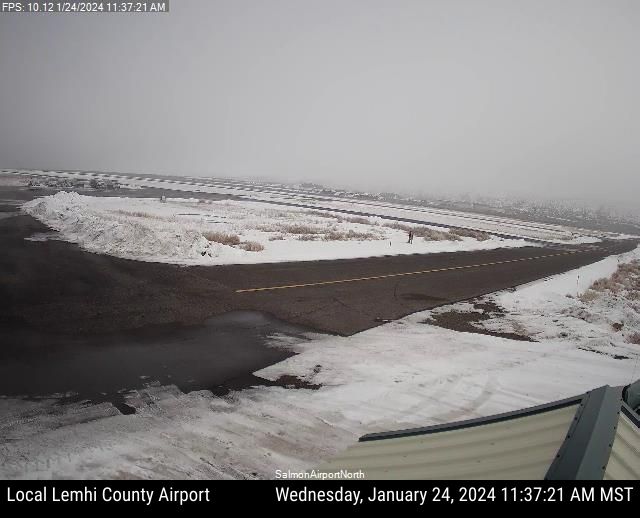 FPS: 10.12 1/24/2024 11:37:21 AM
SalmonAirportNorth
Local Lemhi County Airport Wednesday, January 24, 2024 11:37:21 AM MST